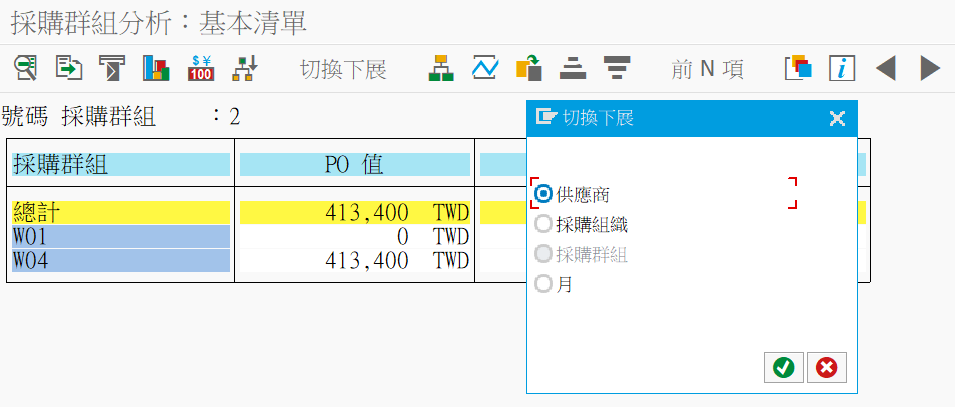 採購群組分析：基本清單
$ ¥
100
切換下展
前 N 項
號碼 採購群組 ：2
切換下展
採購群組 PO 值
供應商
總計 413,400 TWD
採購組織
W01 0 TWD
採購群組
W04 413,400 TWD
月